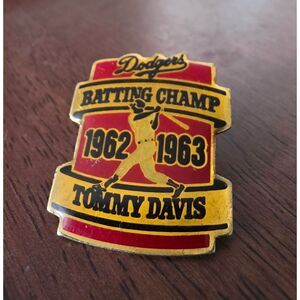 Dodgers
BATTING CHAMP
1962 1963
TOMMY DAVIS